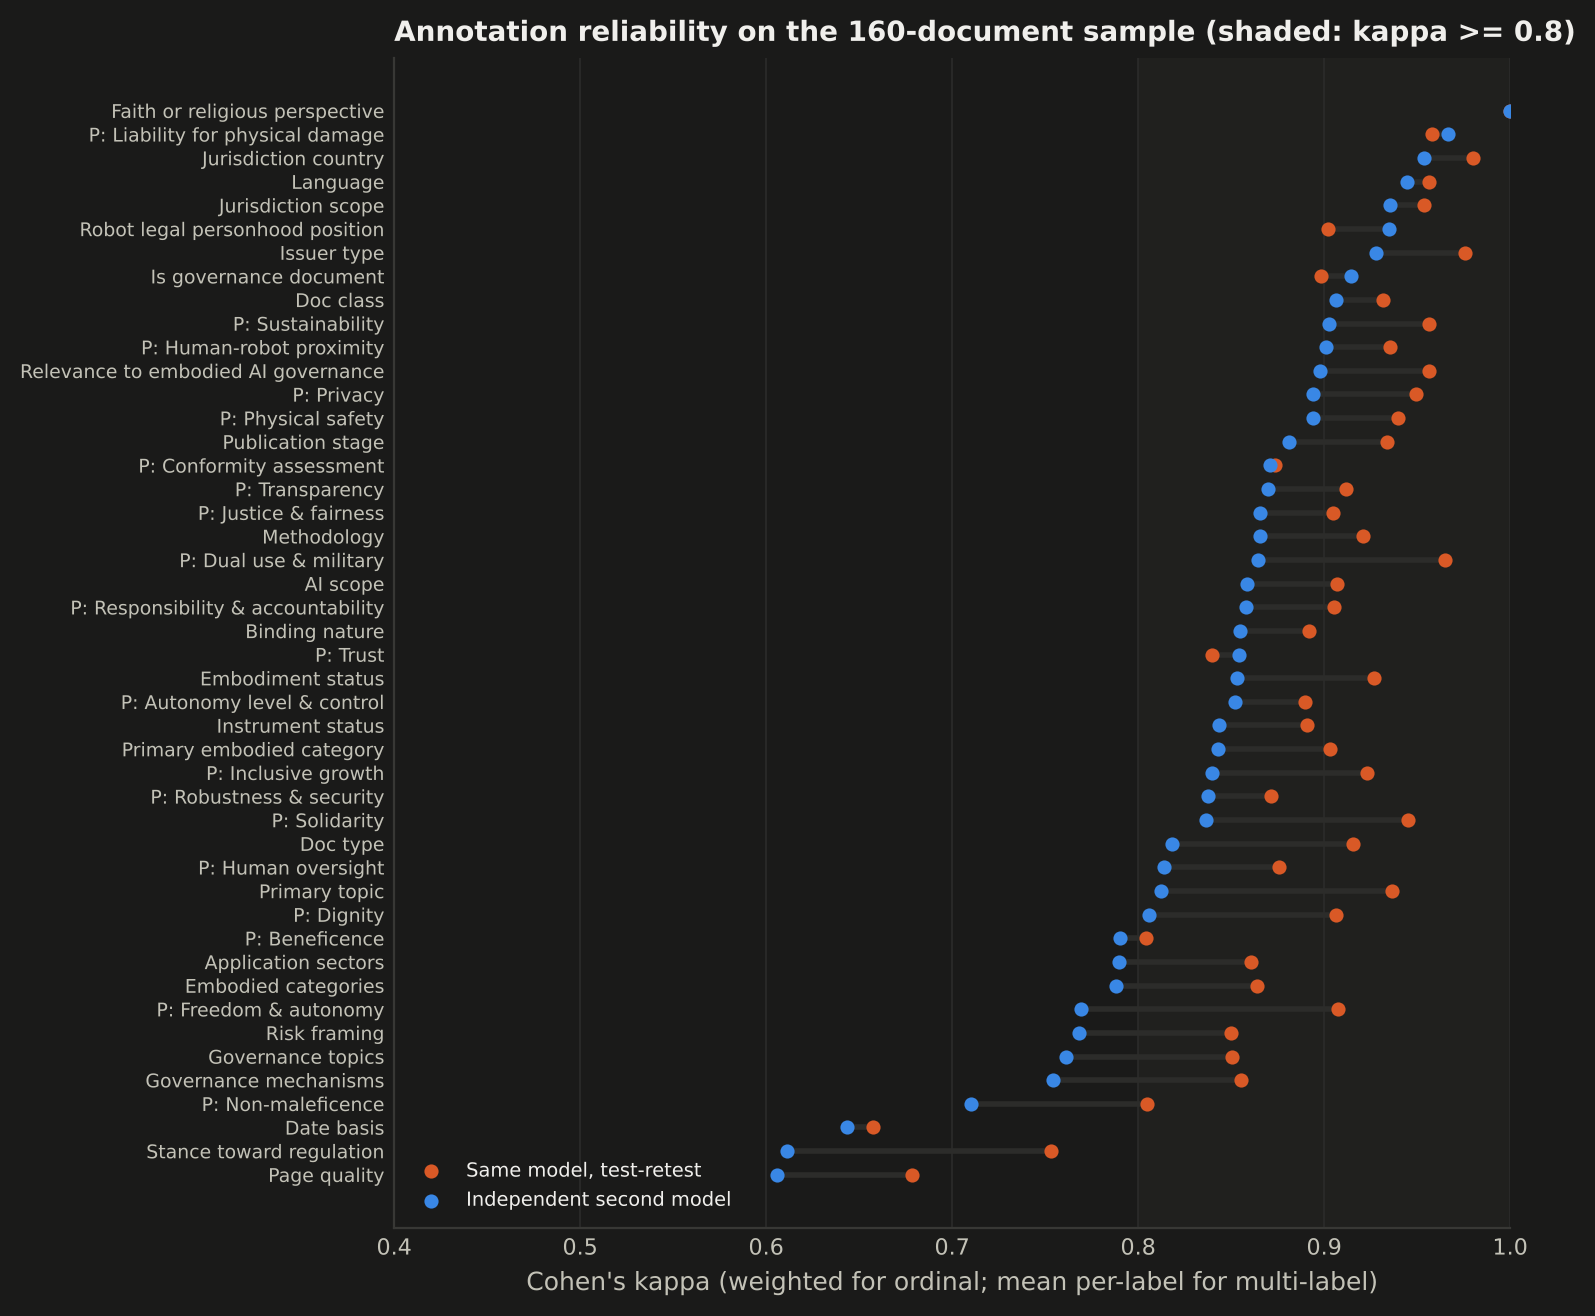 Annotation reliability on the 160-document sample (shaded: kappa >= 0.8)
Faith or religious perspective
P: Liability for physical damage
Jurisdiction country
Language
Jurisdiction scope
Robot legal personhood position
Issuer type
Is governance document
Doc class
P: Sustainability
P: Human-robot proximity
Relevance to embodied AI governance
P: Privacy
P: Physical safety
Publication stage
P: Conformity assessment
P: Transparency
P: Justice & fairness
Methodology
P: Dual use & military
AI scope
P: Responsibility & accountability
Binding nature
P: Trust
Embodiment status
P: Autonomy level & control
Instrument status
Primary embodied category
P: Inclusive growth
P: Robustness & security
P: Solidarity
Doc type
P: Human oversight
Primary topic
P: Dignity
P: Beneficence
Application sectors
Embodied categories
P: Freedom & autonomy
Risk framing
Governance topics
Governance mechanisms
P: Non-maleficence
Date basis
Stance toward regulation
Page quality
Same model, test-retest
Independent second model
0.4 0.5 0.6 0.7 0.8 0.9 1.0
Cohen's kappa (weighted for ordinal; mean per-label for multi-label)